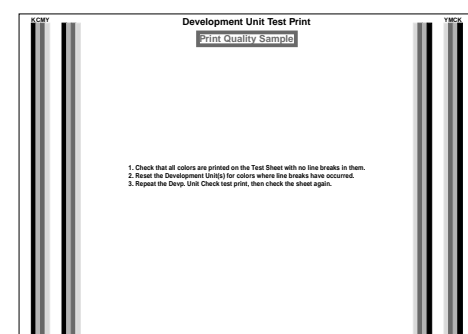 KCMY
Development Unit Test Print
YMCK
Print Quality Sample
1. Check that all colors are printed on the Test Sheet with no line breaks in them.
2. Reset the Development Unit(s) for colors where line breaks have occurred.
3. Repeat the Devp. Unit Check test print, then check the sheet again.